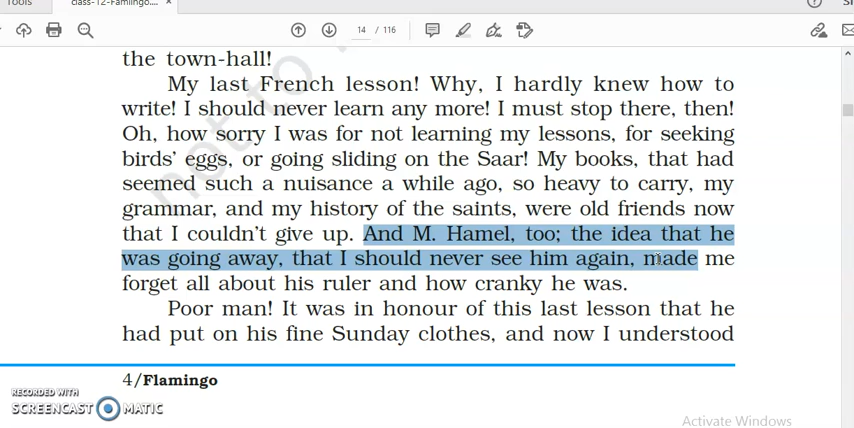 Tools
class-12-Flamingo....
14 / 116
the town-hall!
My last French lesson! Why, I hardly knew how to
write! I should never learn any more! I must stop there, then!
Oh, how sorry I was for not learning my lessons, for seeking
birds' eggs, or going sliding on the Saar! My books, that had
seemed such a nuisance a while ago, so heavy to carry, my
grammar, and my history of the saints, were old friends now
that I couldn't give up. And M. Hamel, too; the idea that he
was going away, that I should never see him again, made me
forget all about his ruler and how cranky he was.
Poor man! It was in honour of this last lesson that he
had put on his fine Sunday clothes, and now I understood
4/Flamingo
not to
RECORDED WITH
SCREENCAST MATIC
Activate Windows